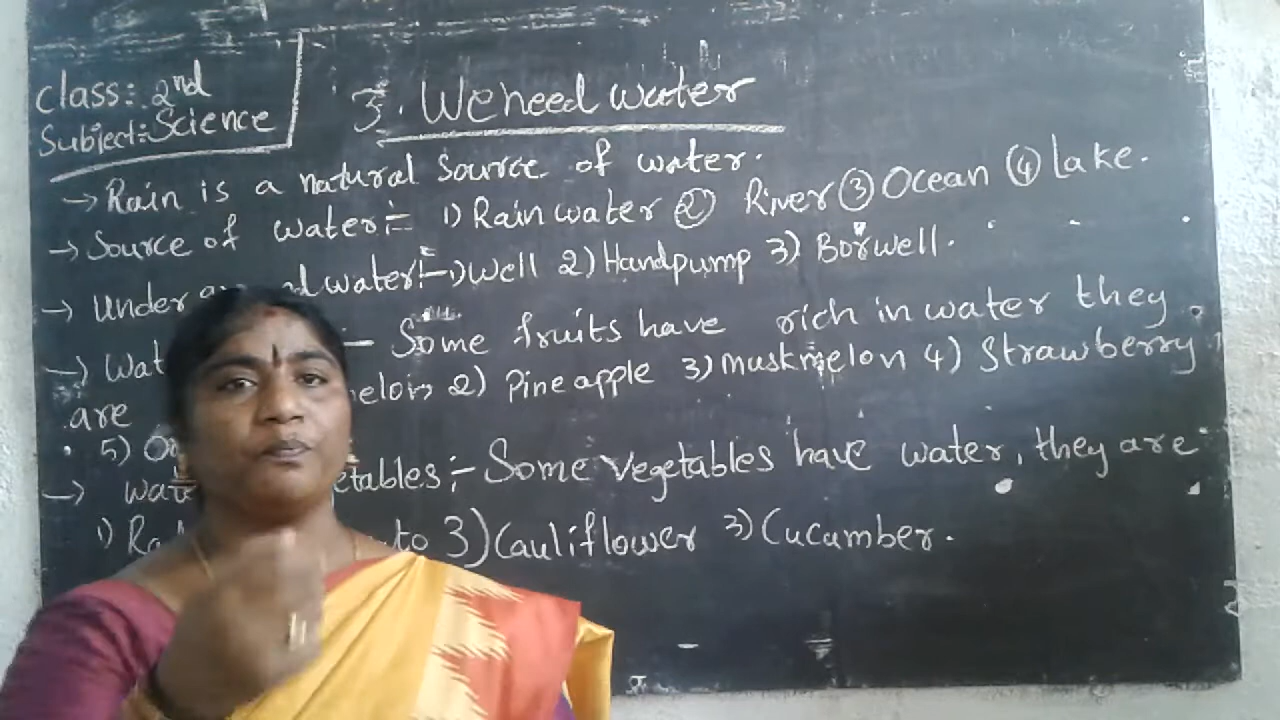 Class: 2nd
Subject:- Science
3. We need water
→ Rain is a natural source of water.
→ Source of water:- 1) Rain water ② River ③ Ocean ④ Lake.
→ Under water:- 1) Well 2) Handpump 3) Borwell.
→ Some fruits have rich in water they
are 2) Pineapple 3) muskmelon 4) Strawberry
5)
→ Some vegetables have water, they are
1) 3) Cauliflower 3) Cucumber.